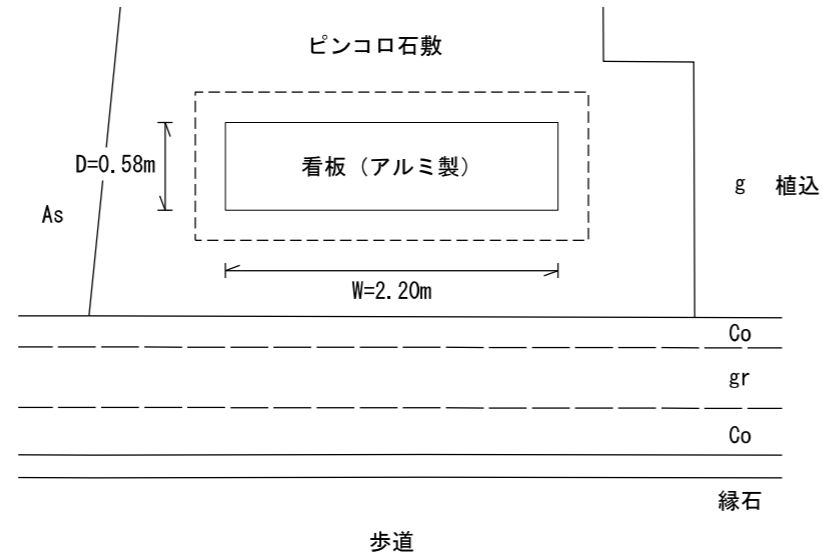 ピンコロ石敷
D=0.58m
看板（アルミ製）
As
g 植込
W=2.20m
Co
gr
Co
縁石
歩道